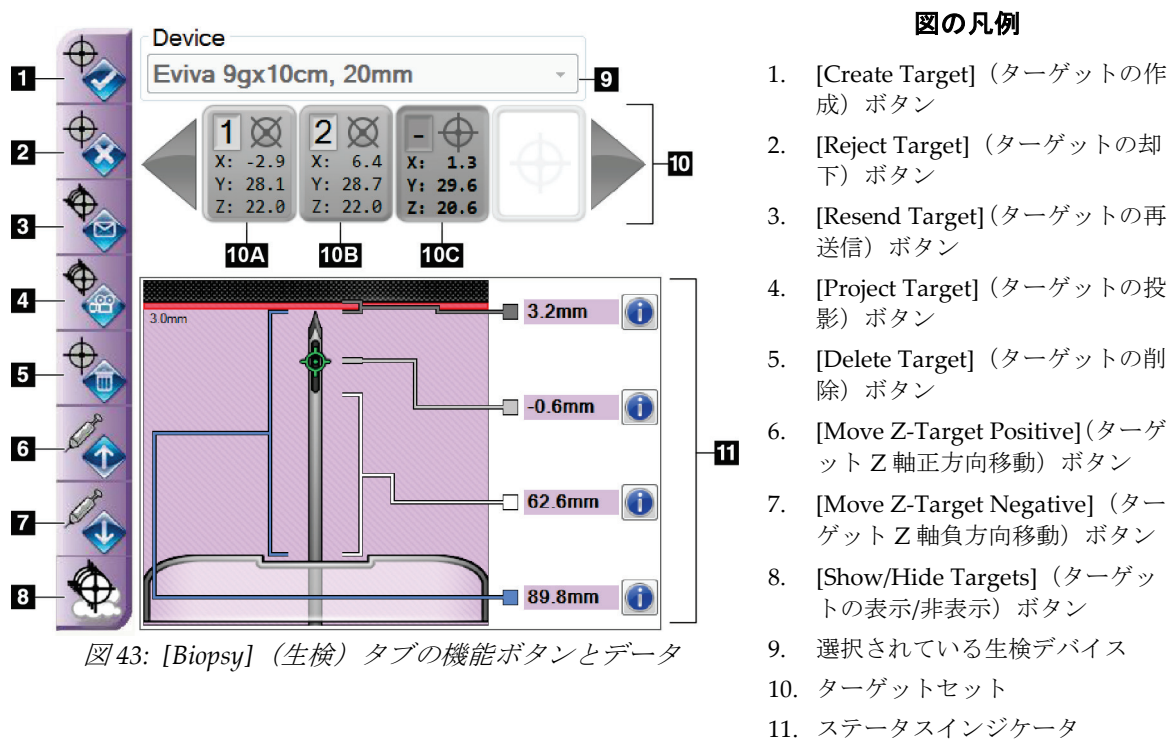 Device
Eviva 9gx10cm, 20mm
1
2
3
4
5
6
7
8
9
10
11
1
X: -2.9
Y: 28.1
Z: 22.0
2
X: 6.4
Y: 28.7
Z: 22.0
-
X: 1.3
Y: 29.6
Z: 20.6
10A
10B
10C
3.0mm
3.2mm
-0.6mm
62.6mm
89.8mm
図 43: [Biopsy]（生検）タブの機能ボタンとデータ
図の凡例
1. [Create Target]（ターゲットの作
成）ボタン
2. [Reject Target]（ターゲットの却
下）ボタン
3. [Resend Target]（ターゲットの再
送信）ボタン
4. [Project Target]（ターゲットの投
影）ボタン
5. [Delete Target]（ターゲットの削
除）ボタン
6. [Move Z-Target Positive]（ターゲ
ット Z 軸正方向移動）ボタン
7. [Move Z-Target Negative]（ター
ゲット Z 軸負方向移動）ボタン
8. [Show/Hide Targets]（ターゲッ
トの表示/非表示）ボタン
9. 選択されている生検デバイス
10. ターゲットセット
11. ステータスインジケータ